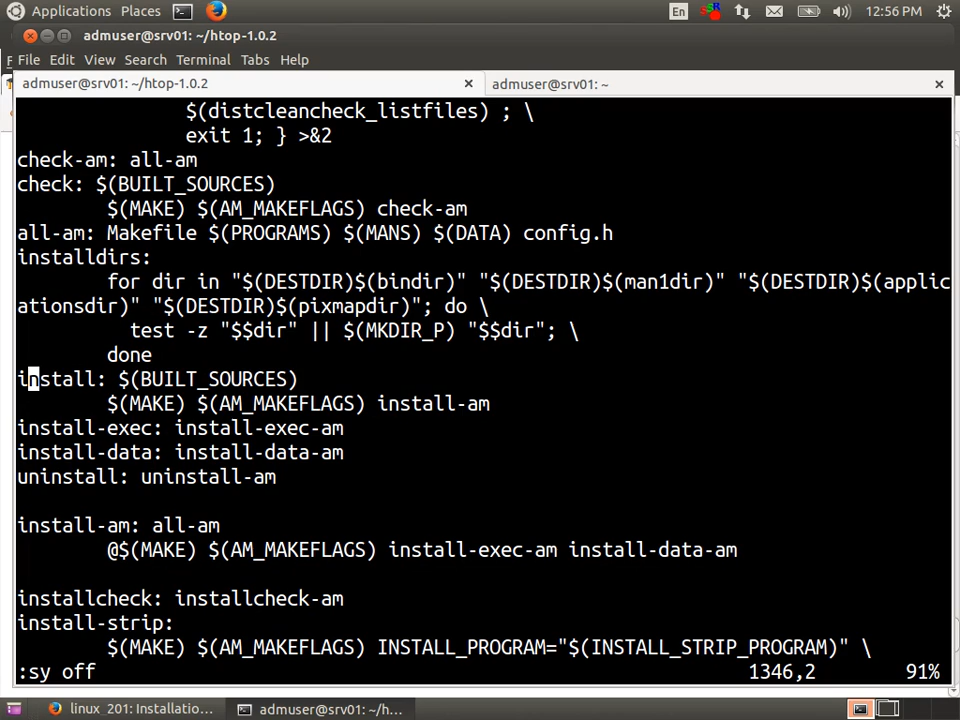 Applications Places En 12:56 PM
admuser@srv01: ~/htop-1.0.2
File Edit View Search Terminal Tabs Help
admuser@srv01: ~/htop-1.0.2 × admuser@srv01: ~ ×
$(distcleancheck_listfiles) ; \
exit 1; } >&2
check-am: all-am
check: $(BUILT_SOURCES)
$(MAKE) $(AM_MAKEFLAGS) check-am
all-am: Makefile $(PROGRAMS) $(MANS) $(DATA) config.h
installdirs:
for dir in "$(DESTDIR)$(bindir)" "$(DESTDIR)$(man1dir)" "$(DESTDIR)$(applic
ationsdir)" "$(DESTDIR)$(pixmapdir)"; do \
test -z "$$dir" || $(MKDIR_P) "$$dir"; \
done
install: $(BUILT_SOURCES)
$(MAKE) $(AM_MAKEFLAGS) install-am
install-exec: install-exec-am
install-data: install-data-am
uninstall: uninstall-am
install-am: all-am
@$(MAKE) $(AM_MAKEFLAGS) install-exec-am install-data-am
installcheck: installcheck-am
install-strip:
$(MAKE) $(AM_MAKEFLAGS) INSTALL_PROGRAM="$(INSTALL_STRIP_PROGRAM)" \
:sy off 1346,2 91%
linux_201: Installatio... admuser@srv01: ~/h...